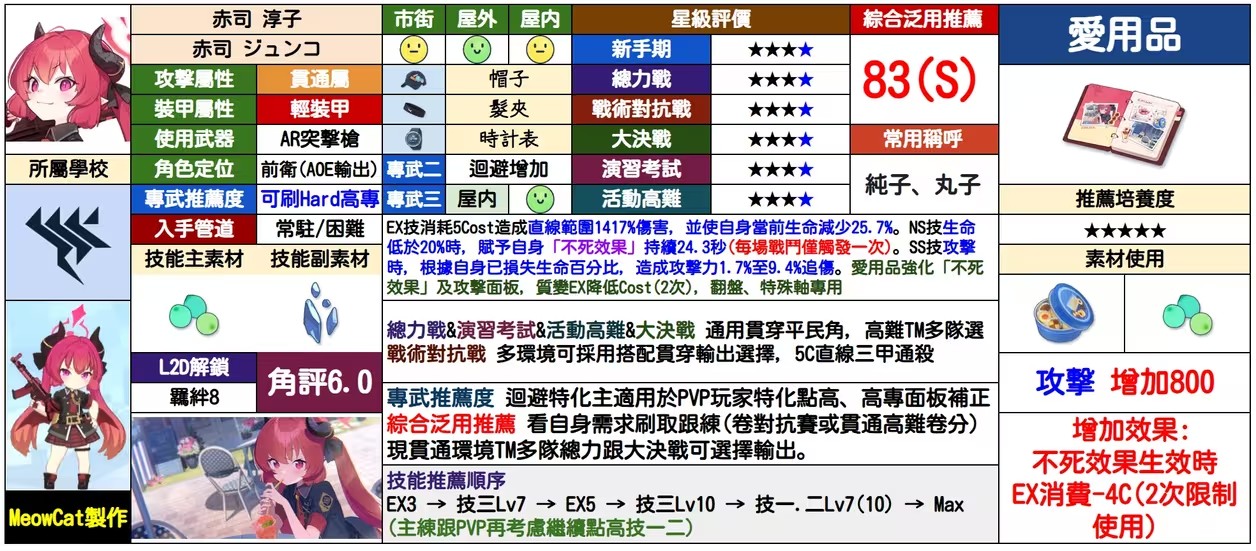 赤司 淳子
赤司 ジュンコ
攻擊屬性 貫通屬
裝甲屬性 輕裝甲
使用武器 AR突擊槍
角色定位 前衛(AOE輸出)
專武推薦度 可刷Hard高專
入手管道 常駐/困難
技能主素材 技能副素材
L2D解鎖
羈絆8
角評6.0
所屬學校
MeowCat製作
市街 屋外 屋內
帽子
髮夾
時計表
專武二 迴避增加
專武三 屋內
星級評價
新手期 ★★★★
總力戰 ★★★★
戰術對抗戰 ★★★★
大決戰 ★★★★
演習考試 ★★★★
活動高難 ★★★★
綜合泛用推薦
83(S)
常用稱呼
純子、丸子
EX技消耗5Cost造成直線範圍1417%傷害, 並使自身當前生命減少25.7%。NS技生命
低於20%時, 賦予自身「不死效果」持續24.3秒(每場戰鬥僅觸發一次)。SS技攻擊
時, 根據自身已損失生命百分比, 造成攻擊力1.7%至9.4%追傷。愛用品強化「不死
效果」及攻擊面板, 質變EX降低Cost(2次), 翻盤、特殊軸專用
總力戰&演習考試&活動高難&大決戰 通用貫穿平民角, 高難TM多隊選
戰術對抗戰 多環境可採用搭配貫穿輸出選擇, 5C直線三甲通殺
專武推薦度 迴避特化主適用於PVP玩家特化點高、高專面板補正
綜合泛用推薦 看自身需求刷取跟練(卷對抗賽或貫通高難卷分)
現貫通環境TM多隊總力跟大決戰可選擇輸出。
技能推薦順序
EX3 → 技三Lv7 → EX5 → 技三Lv10 → 技一.二Lv7(10) → Max
(主練跟PVP再考慮繼續點高技一二)
愛用品
推薦培養度
★★★★★
素材使用
攻擊 增加800
增加效果:
不死效果生效時
EX消費-4C(2次限制
使用)